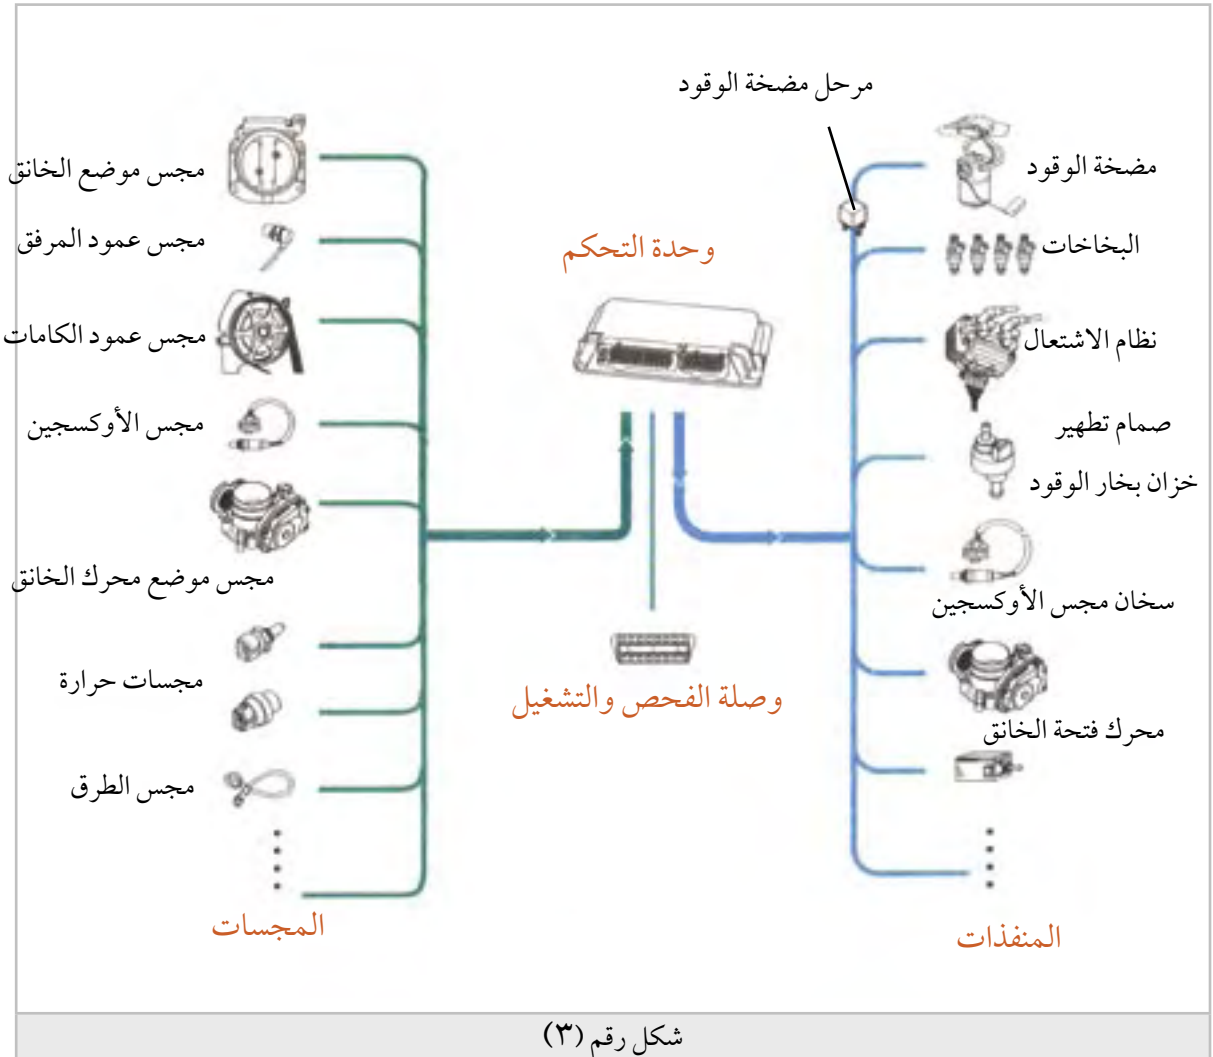 مرحل مضخة الوقود
مضخة الوقود
البخاخات
نظام الاشتعال
صمام تطهير
خزان بخار الوقود
سخان مجس الأوكسجين
محرك فتحة الخانق
المنفذات
وحدة التحكم
وصلة الفحص والتشغيل
مجس موضع الخانق
مجس عمود المرفق
مجس عمود الكامات
مجس الأوكسجين
مجس موضع محرك الخانق
مجسات حرارة
مجس الطرق
المجسات
شكل رقم (٣)